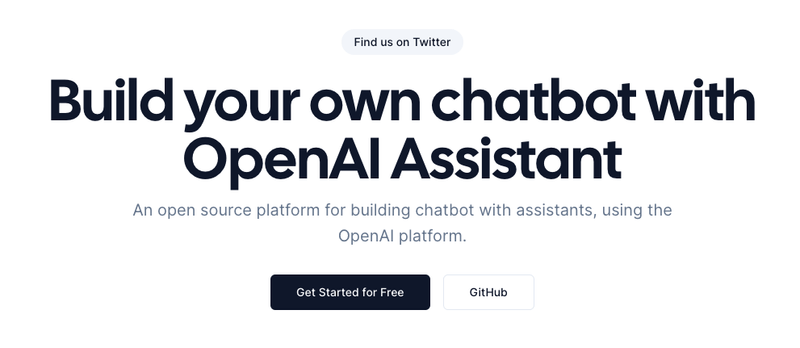 Find us on Twitter
Build your own chatbot with
OpenAI Assistant
An open source platform for building chatbot with assistants, using the
OpenAI platform.
Get Started for Free
GitHub